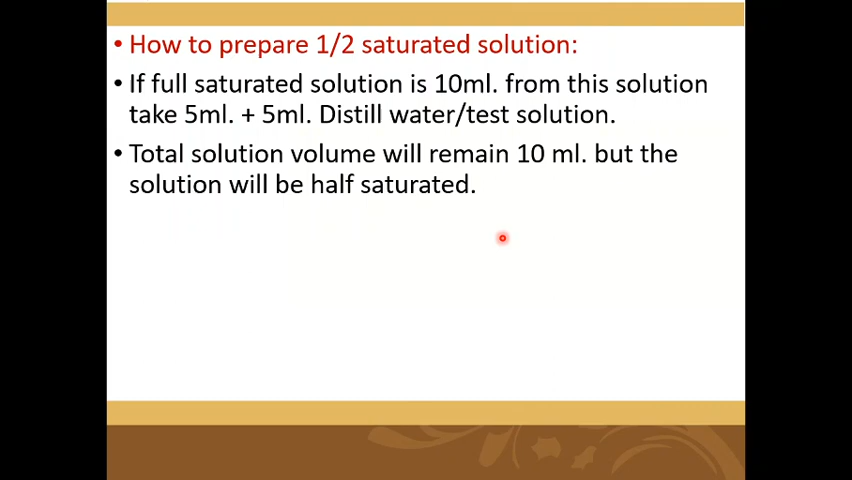 • How to prepare 1/2 saturated solution:
• If full saturated solution is 10ml. from this solution
take 5ml. + 5ml. Distill water/test solution.
• Total solution volume will remain 10 ml. but the
solution will be half saturated.